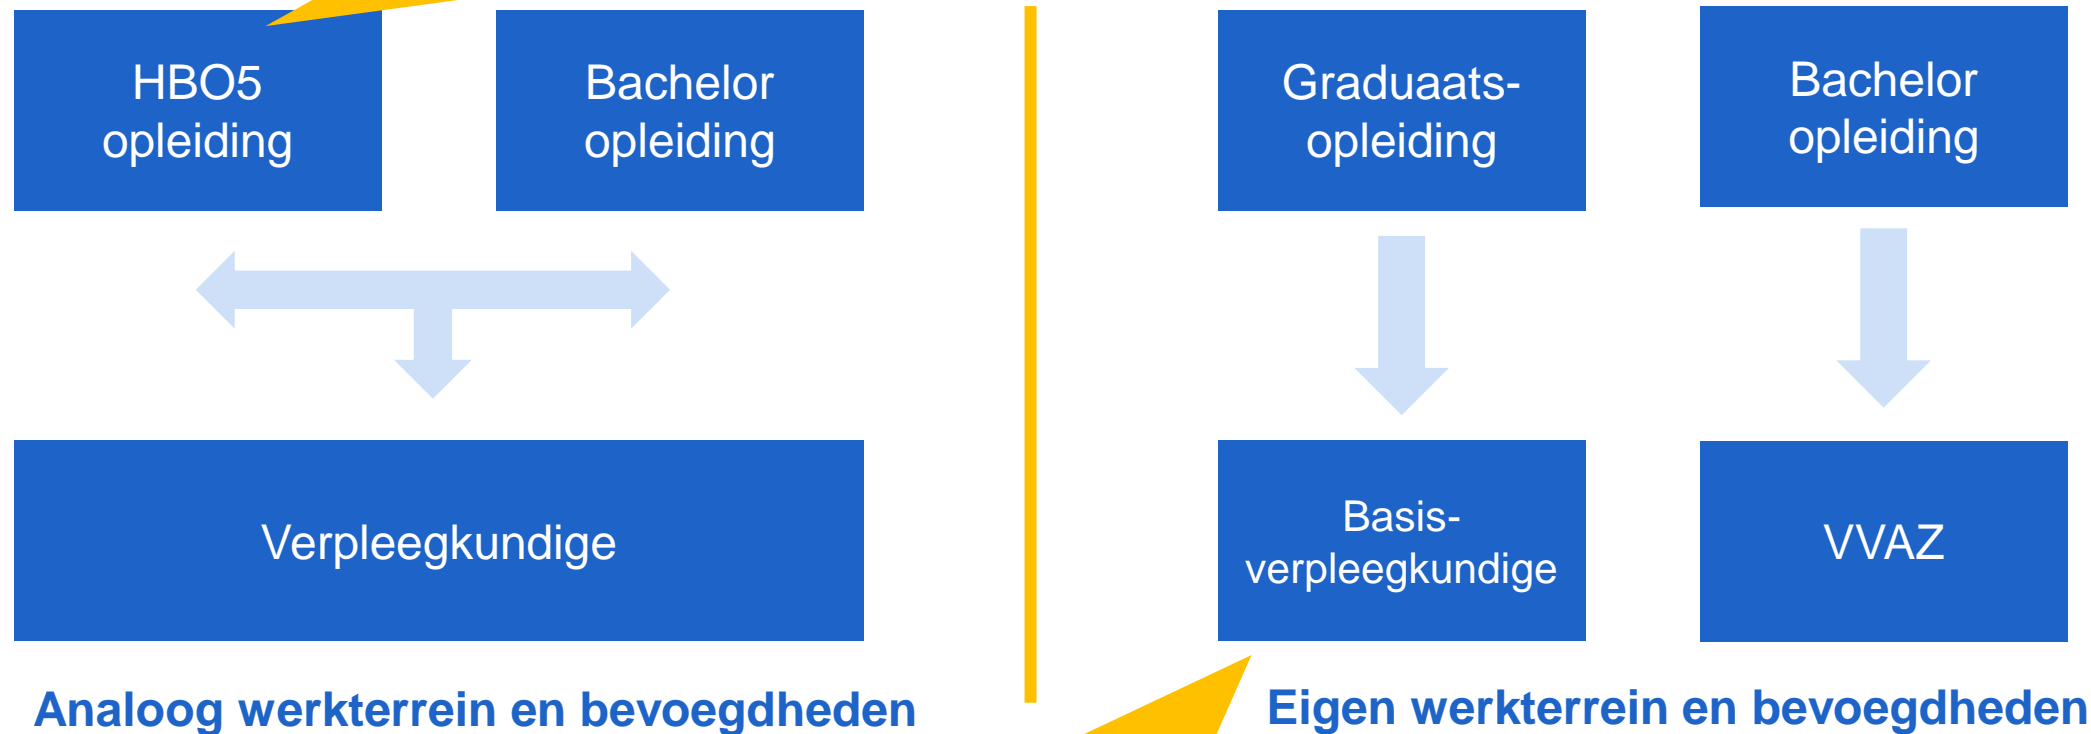 HBO5
opleiding
Bachelor
opleiding
Verpleegkundige
Analoog werkterrein en bevoegdheden
Graduaats-
opleiding
Bachelor
opleiding
Basis-
verpleegkundige
VVAZ
Eigen werkterrein en bevoegdheden